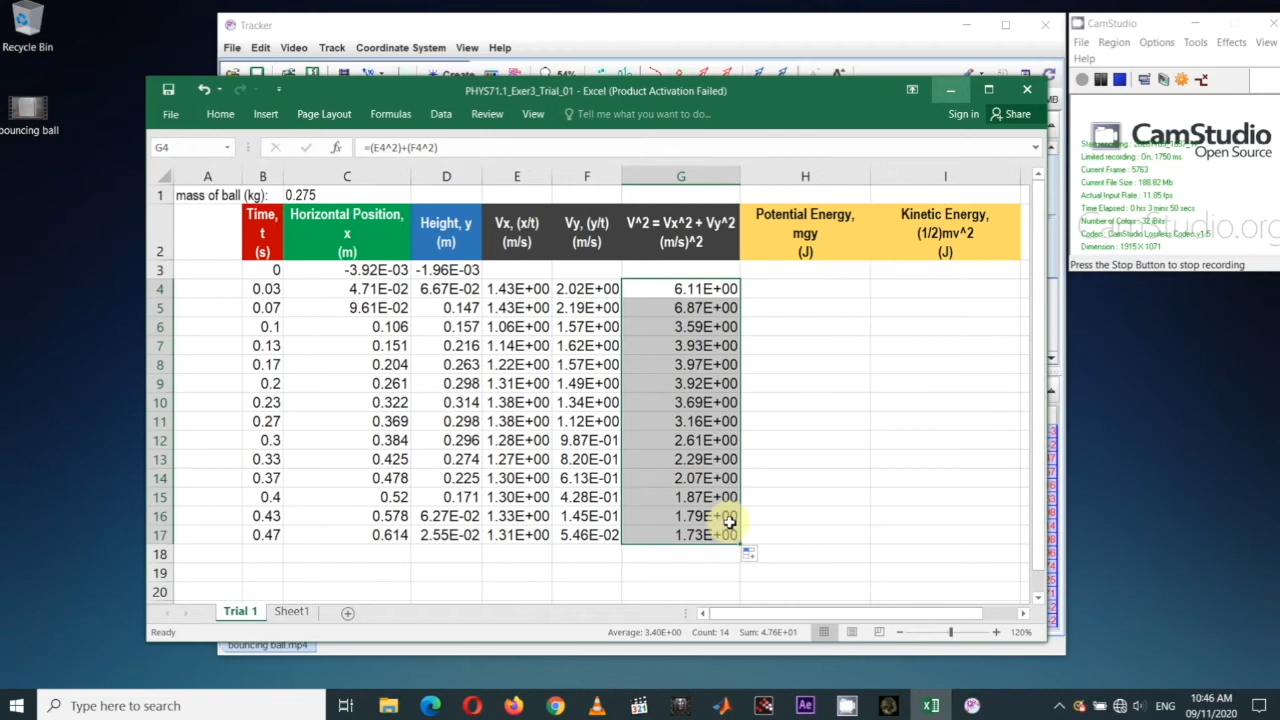 Recycle Bin
bouncing ball
Tracker
File Edit Video Track Coordinate System View Help
Create
54%
CamStudio
File Region Options Tools Effects View
Help
CamStudio
Open Source
Limited recording : On, 1750 ms
Current Frame : 5763
Current File Size : 188.82 Mb
Actual Input Rate : 11.85 fps
Time Elapsed : 0 hrs 3 mins 50 secs
Codec : CamStudio Lossless Codec v1.5
Dimension : 1915 X 1071
CamStudio.org
Press the Stop Button to stop recording
PHYS71.1_Exer3_Trial_01 - Excel (Product Activation Failed)
File Home Insert Page Layout Formulas Data Review View Tell me what you want to do... Sign in Share
G4 fx =(E4^2)+(F4^2)
A B C D E F G H I
1 mass of ball (kg): 0.275
2 Time, t (s) Horizontal Position, x (m) Height, y (m) Vx, (x/t) (m/s) Vy, (y/t) (m/s) V^2 = Vx^2 + Vy^2 (m/s)^2 Potential Energy, mgy (J) Kinetic Energy, (1/2)mv^2 (J)
3 0 -3.92E-03 -1.96E-03
4 0.03 4.71E-02 6.67E-02 1.43E+00 2.02E+00 6.11E+00
5 0.07 9.61E-02 0.147 1.43E+00 2.19E+00 6.87E+00
6 0.1 0.106 0.157 1.06E+00 1.57E+00 3.59E+00
7 0.13 0.151 0.216 1.14E+00 1.62E+00 3.93E+00
8 0.17 0.204 0.263 1.22E+00 1.57E+00 3.97E+00
9 0.2 0.261 0.298 1.31E+00 1.49E+00 3.92E+00
10 0.23 0.322 0.314 1.38E+00 1.34E+00 3.69E+00
11 0.27 0.369 0.298 1.38E+00 1.12E+00 3.16E+00
12 0.3 0.384 0.296 1.28E+00 9.87E-01 2.61E+00
13 0.33 0.425 0.274 1.27E+00 8.20E-01 2.29E+00
14 0.37 0.478 0.225 1.30E+00 6.13E-01 2.07E+00
15 0.4 0.52 0.171 1.30E+00 4.28E-01 1.87E+00
16 0.43 0.578 6.27E-02 1.33E+00 1.45E-01 1.79E+00
17 0.47 0.614 2.55E-02 1.31E+00 5.46E-02 1.73E+00
18
19
20
Trial 1 Sheet1
Ready Average: 3.40E+00 Count: 14 Sum: 4.76E+01 120%
bouncing ball.mp4
Type here to search
321
Ae
ENG
10:46 AM
09/11/2020